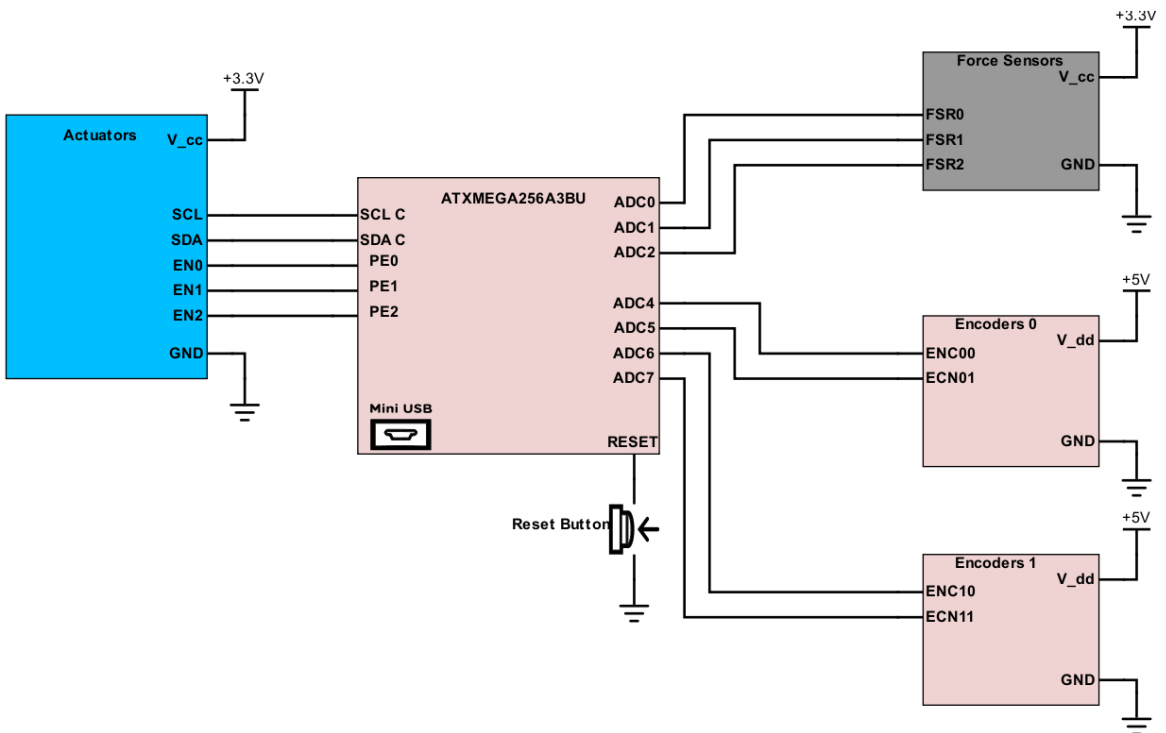 +3.3V
Actuators
V_cc
SCL
SDA
EN0
EN1
EN2
GND
ATXMEGA256A3BU
SCL C
SDA C
PE0
PE1
PE2
ADC0
ADC1
ADC2
ADC4
ADC5
ADC6
ADC7
Mini USB
RESET
Reset Button
+3.3V
Force Sensors
V_cc
FSR0
FSR1
FSR2
GND
+5V
Encoders 0
V_dd
ENC00
ECN01
GND
+5V
Encoders 1
V_dd
ENC10
ECN11
GND